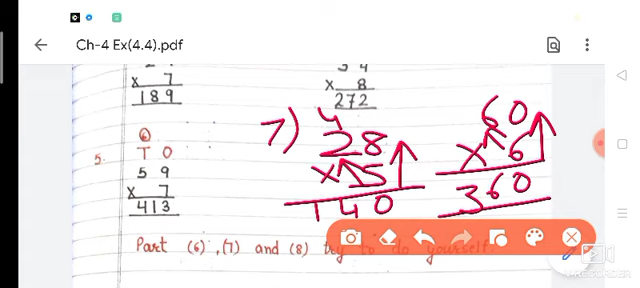 Ch-4 Ex(4.4).pdf
x 7
189
x 8
272
5.
6
T O
5 9
x 7
413
7)
4
28
x 5
140
60
x 6
360
Part (6), (7) and (8) try to do yourself.